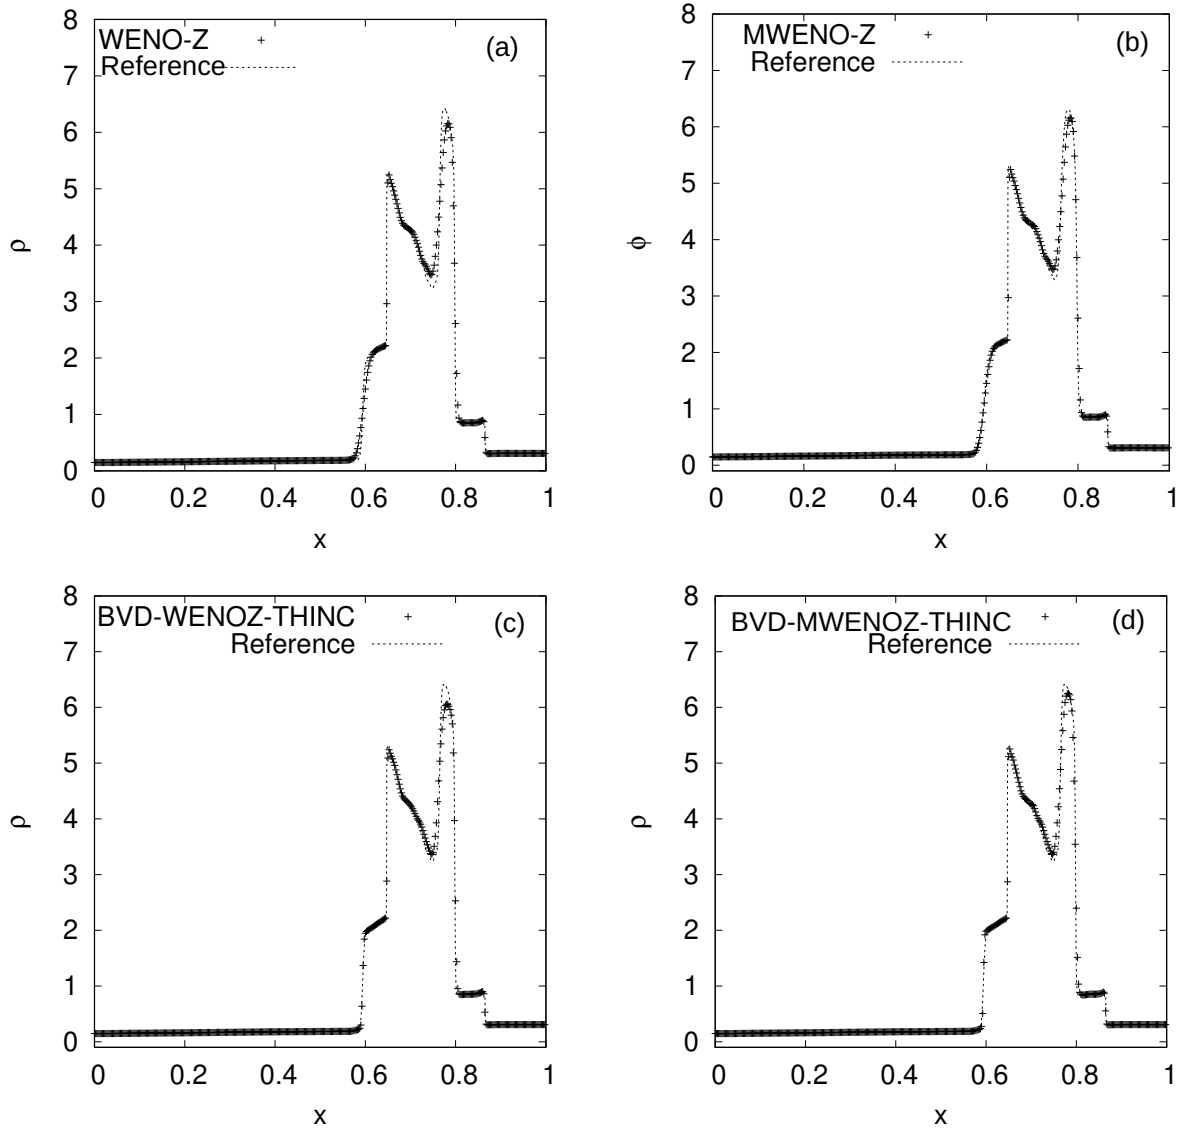 WENO-Z
Reference
(a)
8
7
6
5
4
3
2
1
0
ρ
0 0.2 0.4 0.6 0.8 1
x
MWENO-Z
Reference
(b)
8
7
6
5
4
3
2
1
0
ϕ
0 0.2 0.4 0.6 0.8 1
x
BVD-WENOZ-THINC
Reference
(c)
8
7
6
5
4
3
2
1
0
ρ
0 0.2 0.4 0.6 0.8 1
x
BVD-MWENOZ-THINC
Reference
(d)
8
7
6
5
4
3
2
1
0
ρ
0 0.2 0.4 0.6 0.8 1
x